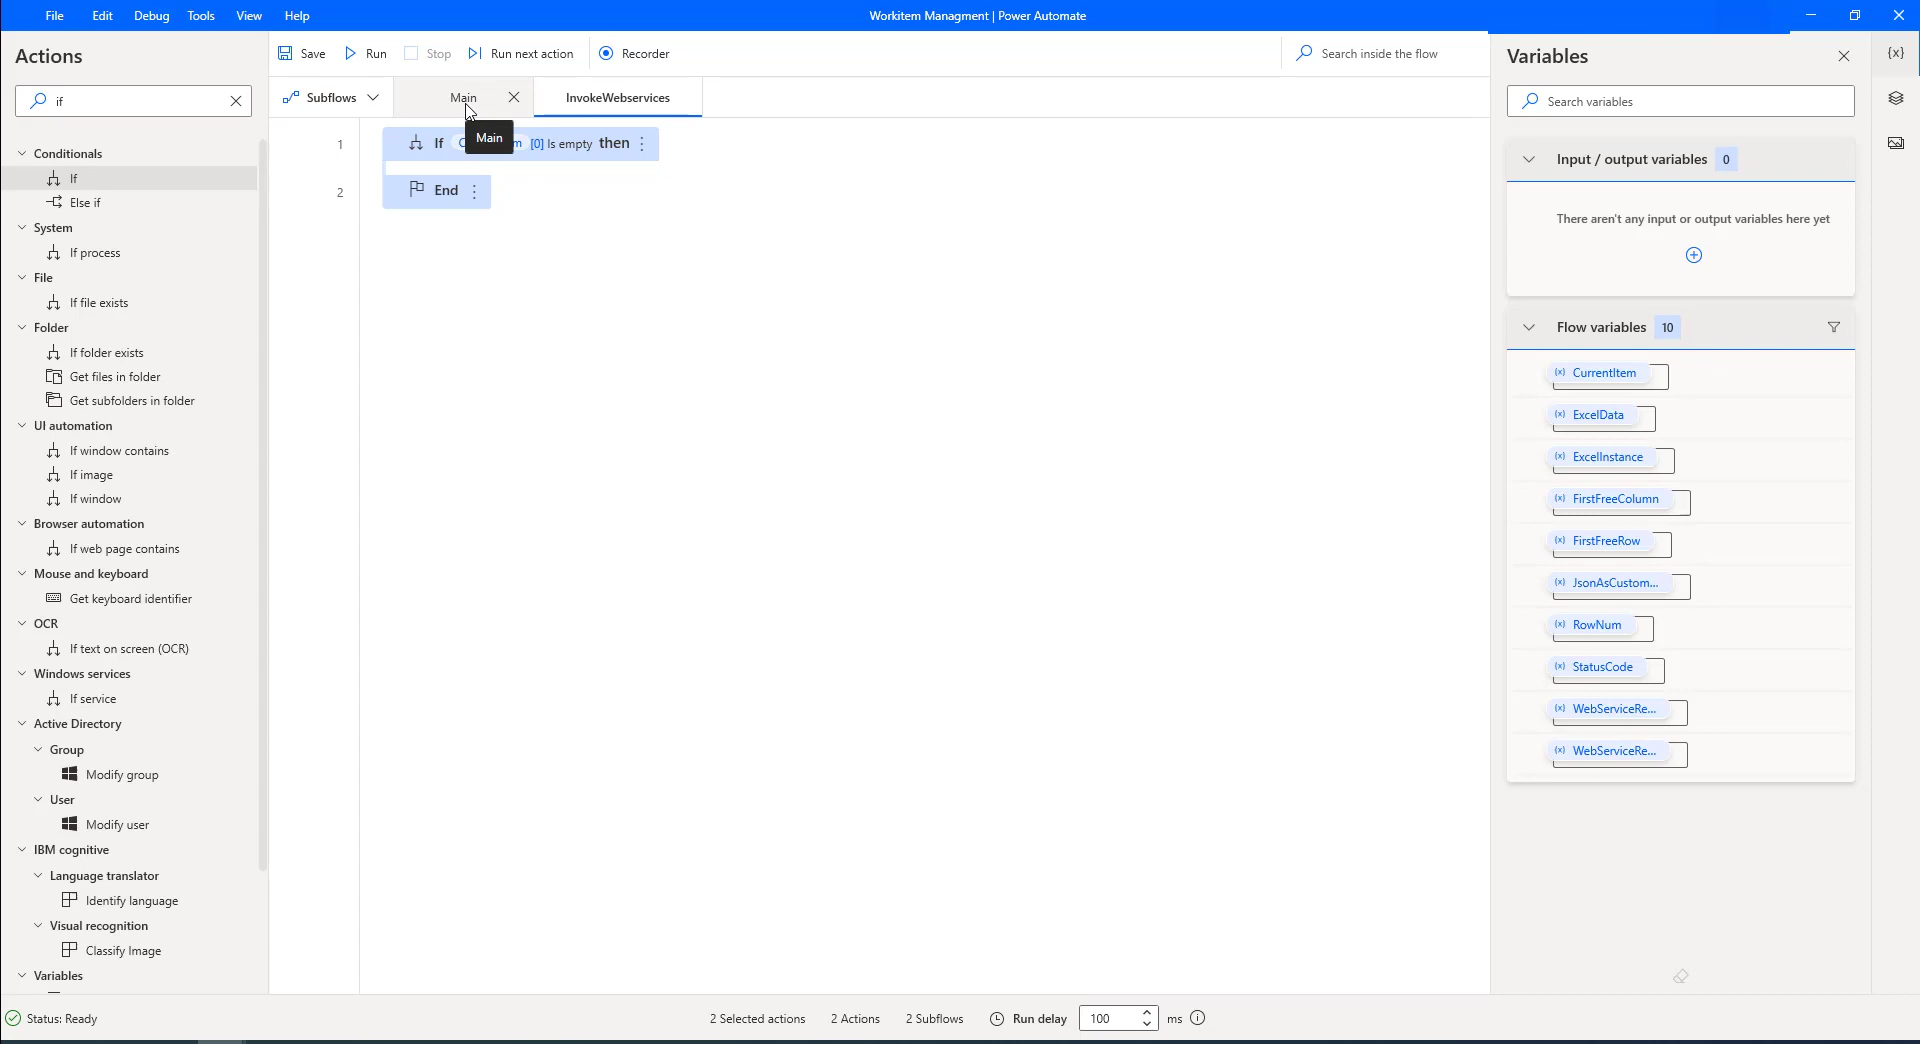 File Edit Debug Tools View Help
Workitem Managment | Power Automate
Actions
if
Conditionals
If
Else if
System
If process
File
If file exists
Folder
If folder exists
Get files in folder
Get subfolders in folder
UI automation
If window contains
If image
If window
Browser automation
If web page contains
Mouse and keyboard
Get keyboard identifier
OCR
If text on screen (OCR)
Windows services
If service
Active Directory
Group
Modify group
User
Modify user
IBM cognitive
Language translator
Identify language
Visual recognition
Classify Image
Variables
Save Run Stop Run next action Recorder
Search inside the flow
Subflows Main InvokeWebservices
Main
1 If [0] Is empty then
2 End
Variables
{x}
Search variables
Input / output variables 0
There aren't any input or output variables here yet
Flow variables 10
(x) CurrentItem
(x) ExcelData
(x) ExcelInstance
(x) FirstFreeColumn
(x) FirstFreeRow
(x) JsonAsCustom...
(x) RowNum
(x) StatusCode
(x) WebServiceRe...
(x) WebServiceRe...
Status: Ready
2 Selected actions 2 Actions 2 Subflows Run delay 100 ms